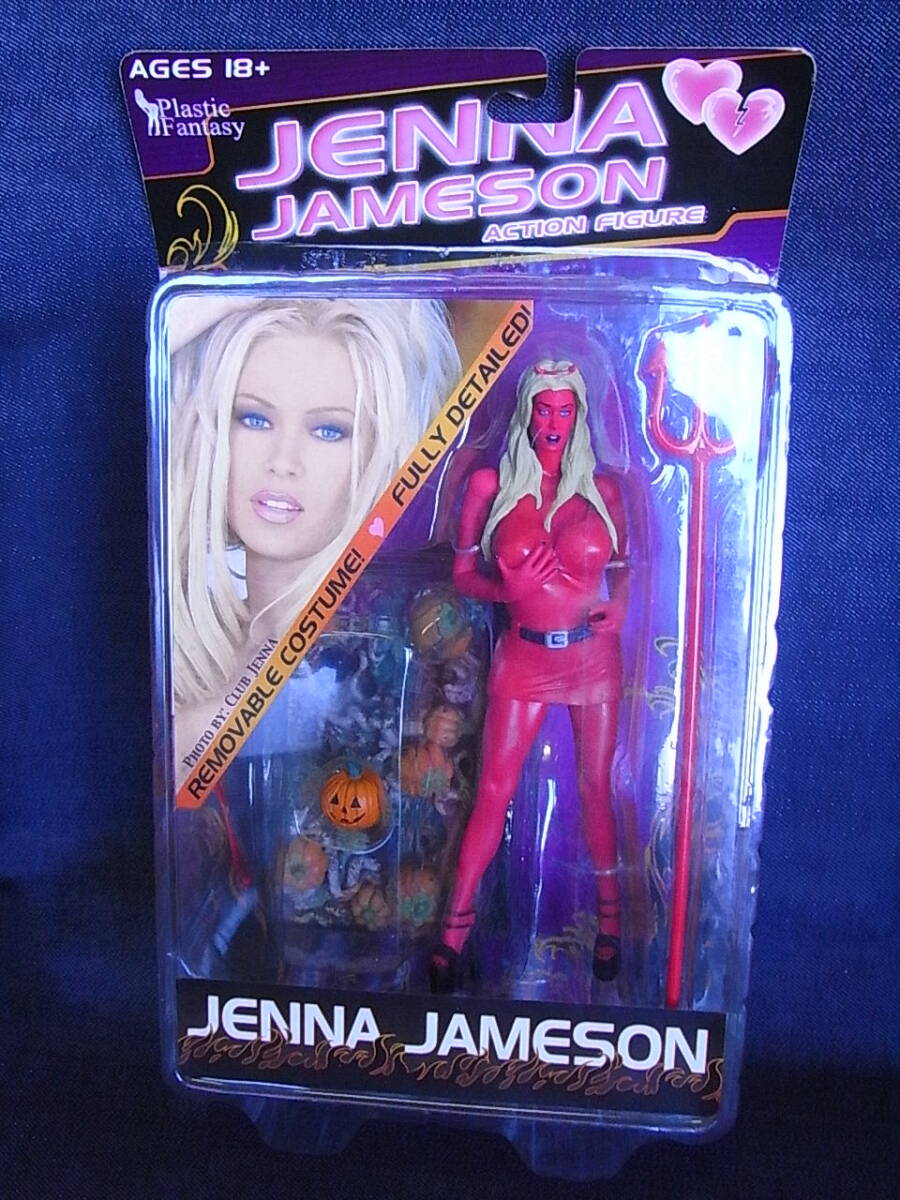 AGES 18+
Plastic
Fantasy
JENNA
JAMESON
ACTION FIGURE
REMOVABLE COSTUME! FULLY DETAILED!
PHOTO BY: CLUB JENNA
JENNA JAMESON